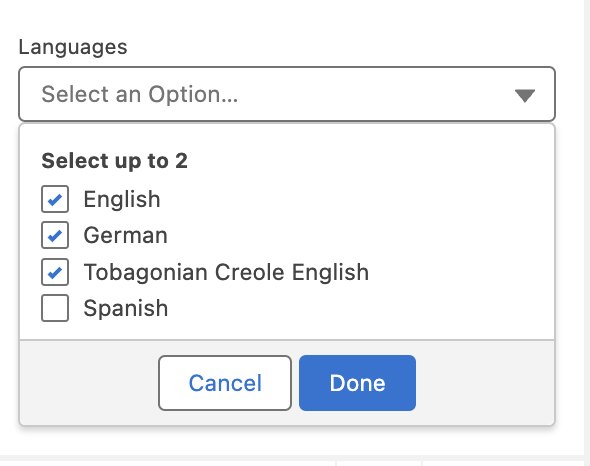 Languages
Select an Option...
Select up to 2
English
German
Tobagonian Creole English
Spanish
Cancel Done